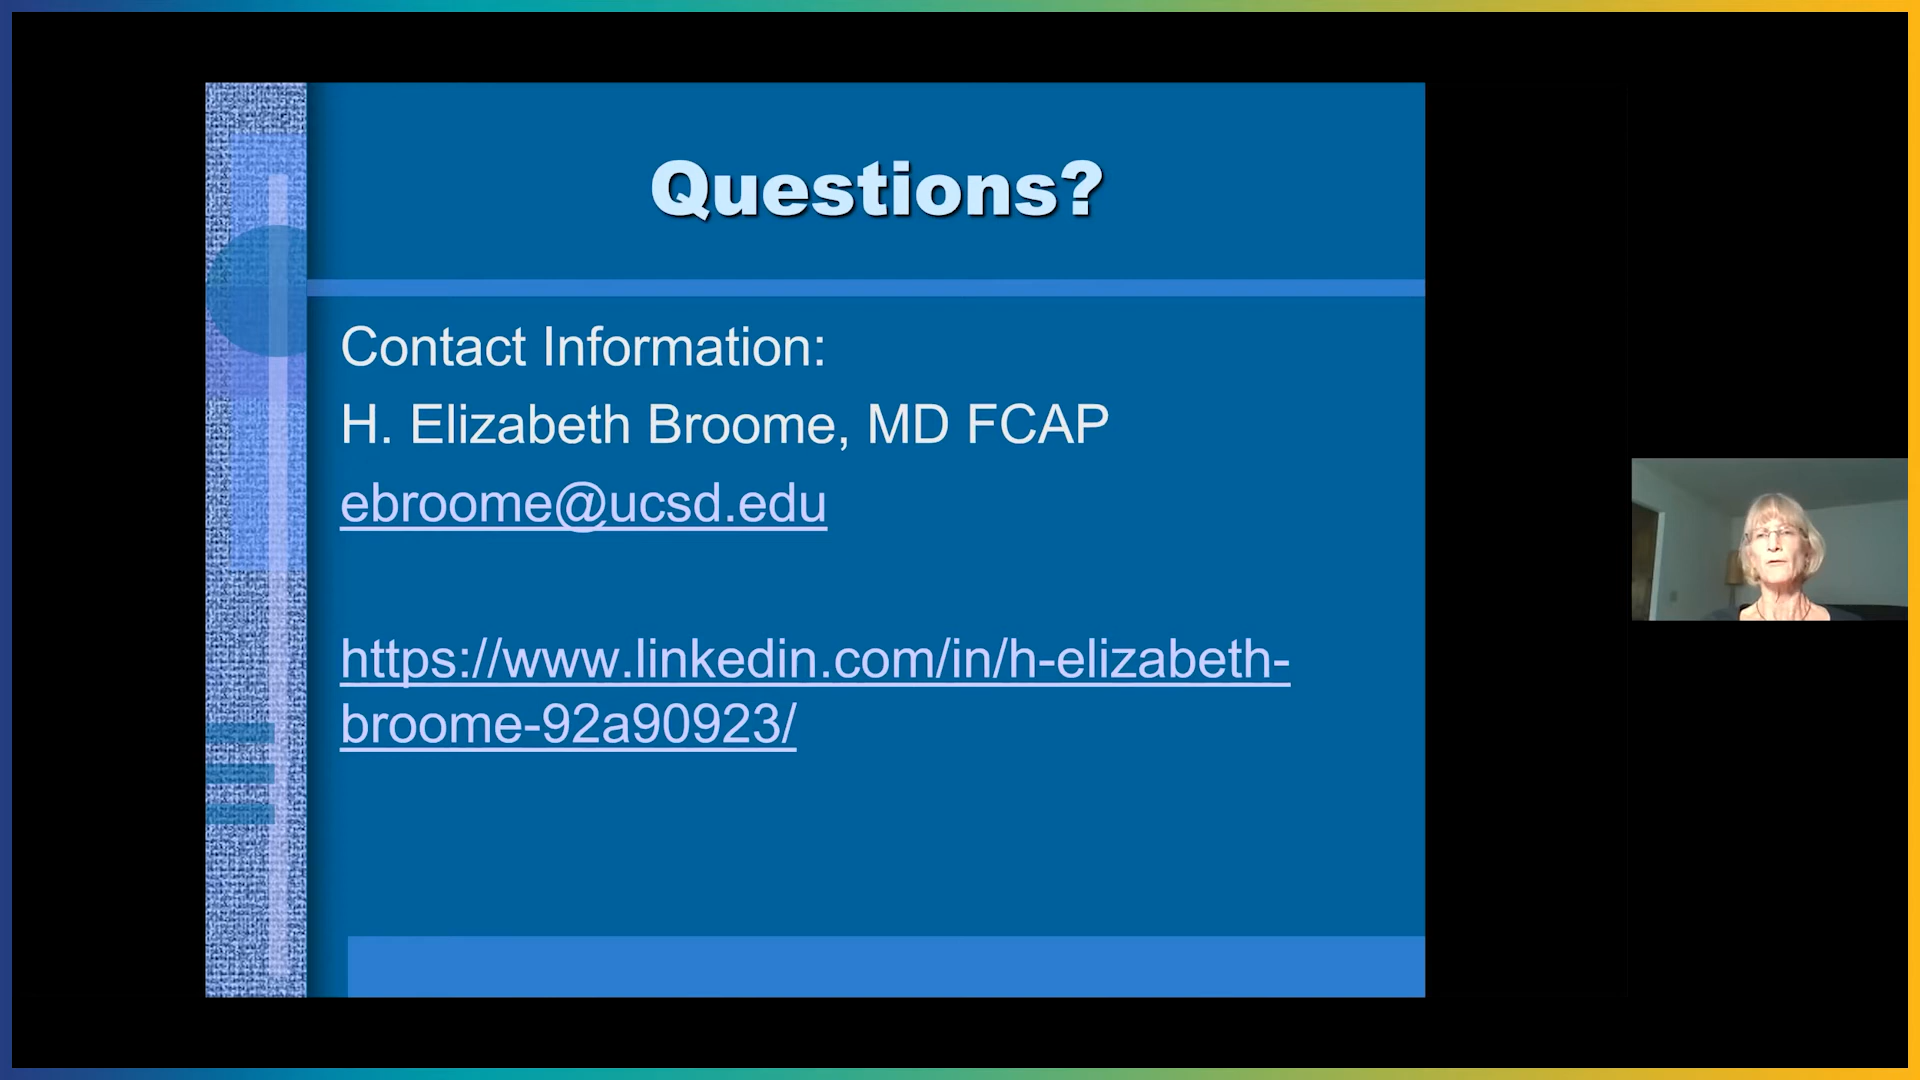 Questions?
Contact Information:
H. Elizabeth Broome, MD FCAP
ebroome@ucsd.edu
https://www.linkedin.com/in/h-elizabeth-
broome-92a90923/